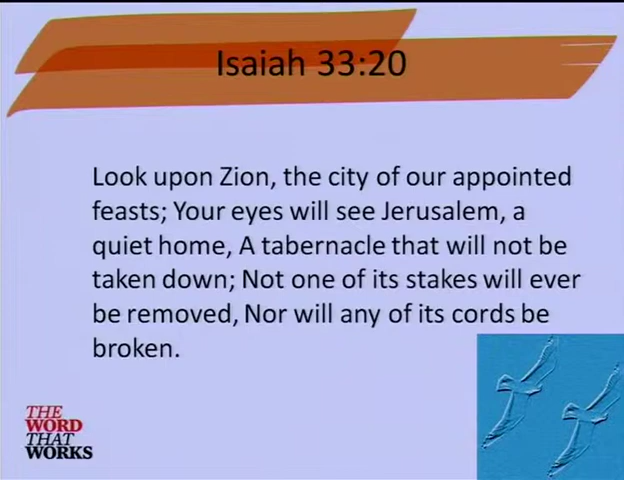 Isaiah 33:20
Look upon Zion, the city of our appointed
feasts; Your eyes will see Jerusalem, a
quiet home, A tabernacle that will not be
taken down; Not one of its stakes will ever
be removed, Nor will any of its cords be
broken.
THE
WORD
THAT
WORKS